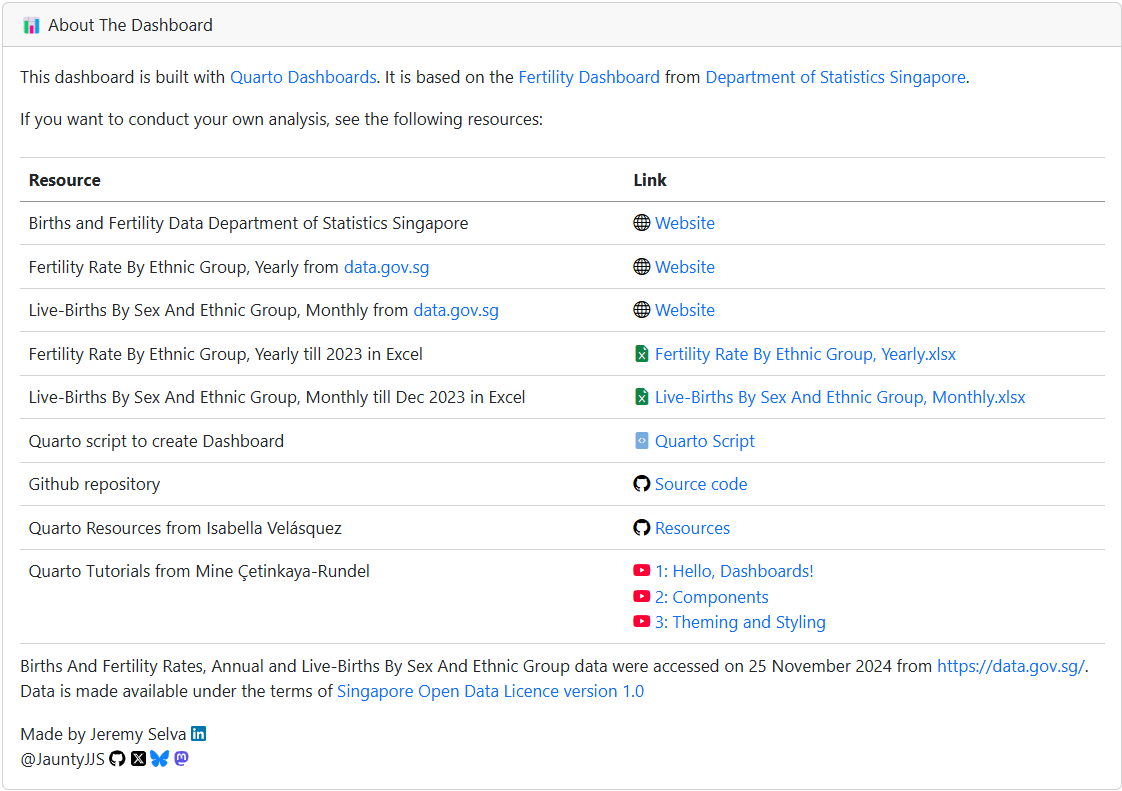 About The Dashboard
This dashboard is built with Quarto Dashboards. It is based on the Fertility Dashboard from Department of Statistics Singapore.
If you want to conduct your own analysis, see the following resources:
Resource Link
Births and Fertility Data Department of Statistics Singapore Website
Fertility Rate By Ethnic Group, Yearly from data.gov.sg Website
Live-Births By Sex And Ethnic Group, Monthly from data.gov.sg Website
Fertility Rate By Ethnic Group, Yearly till 2023 in Excel Fertility Rate By Ethnic Group, Yearly.xlsx
Live-Births By Sex And Ethnic Group, Monthly till Dec 2023 in Excel Live-Births By Sex And Ethnic Group, Monthly.xlsx
Quarto script to create Dashboard Quarto Script
Github repository Source code
Quarto Resources from Isabella Velásquez Resources
Quarto Tutorials from Mine Çetinkaya-Rundel 1: Hello, Dashboards!
2: Components
3: Theming and Styling
Births And Fertility Rates, Annual and Live-Births By Sex And Ethnic Group data were accessed on 25 November 2024 from https://data.gov.sg/.
Data is made available under the terms of Singapore Open Data Licence version 1.0
Made by Jeremy Selva
@JauntyJJS